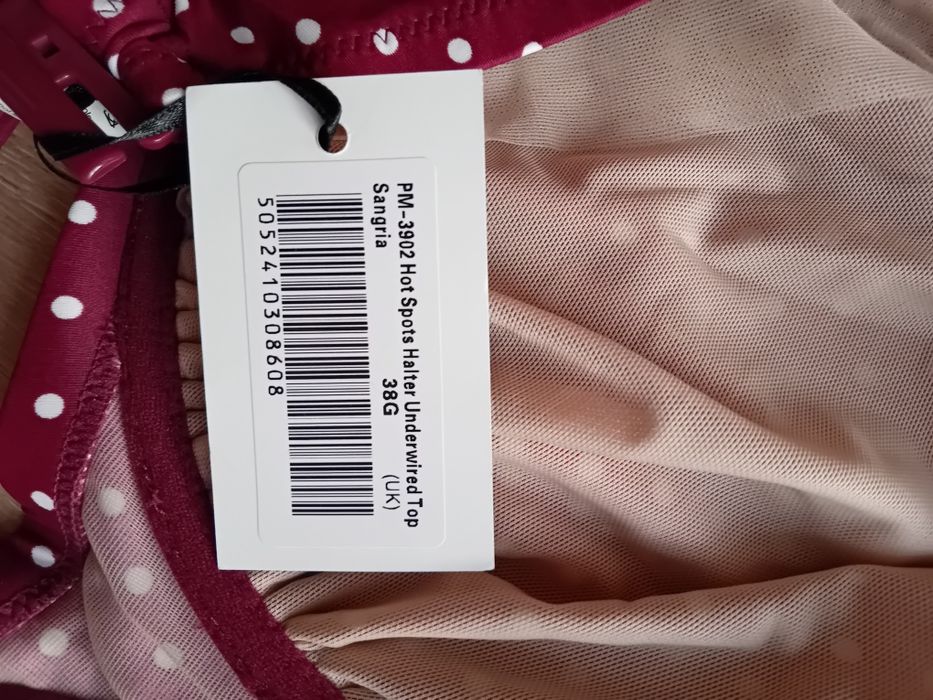 PM-3902 Hot Spots Halter Underwired Top
Sangria
38G
(UK)
5052410308608